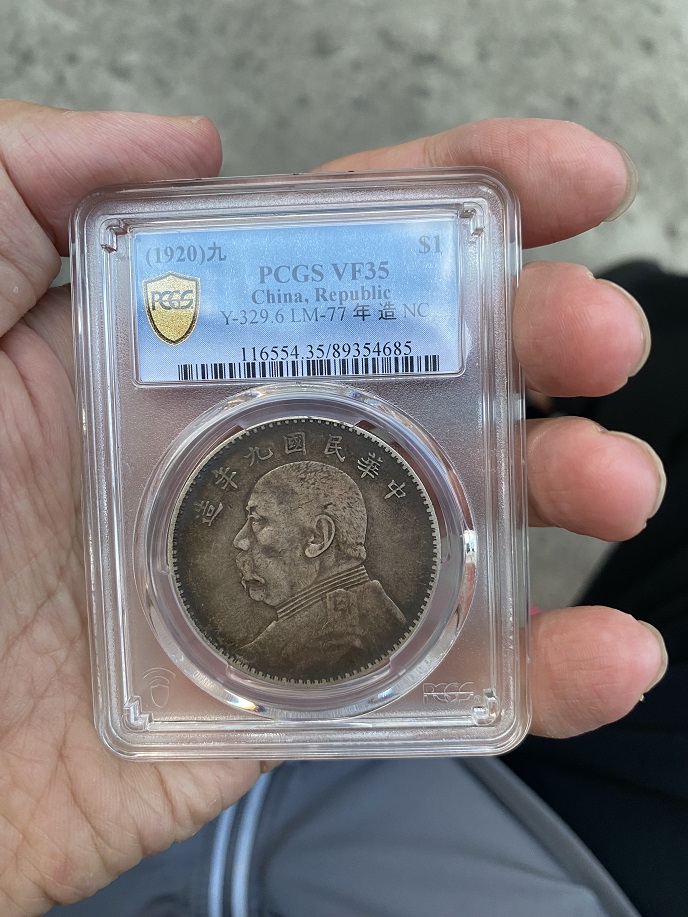 (1920)九 $1
PCGS VF35
China, Republic
Y-329.6 LM-77 年 造 NC
116554.35/89354685
PCGS
中華民國九年造
PCGS